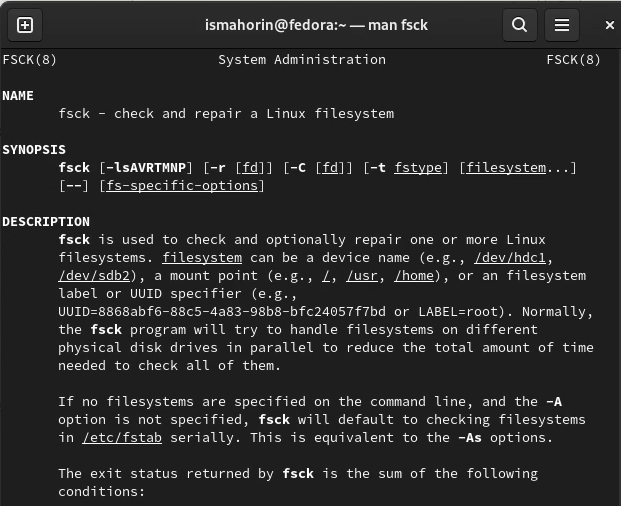 ismahorin@fedora:~ — man fsck
FSCK(8) System Administration FSCK(8)
NAME
fsck - check and repair a Linux filesystem
SYNOPSIS
fsck [-lsAVRTMNP] [-r [fd]] [-C [fd]] [-t fstype] [filesystem...]
[--] [fs-specific-options]
DESCRIPTION
fsck is used to check and optionally repair one or more Linux
filesystems. filesystem can be a device name (e.g., /dev/hdc1,
/dev/sdb2), a mount point (e.g., /, /usr, /home), or an filesystem
label or UUID specifier (e.g.,
UUID=8868abf6-88c5-4a83-98b8-bfc24057f7bd or LABEL=root). Normally,
the fsck program will try to handle filesystems on different
physical disk drives in parallel to reduce the total amount of time
needed to check all of them.
If no filesystems are specified on the command line, and the -A
option is not specified, fsck will default to checking filesystems
in /etc/fstab serially. This is equivalent to the -As options.
The exit status returned by fsck is the sum of the following
conditions: